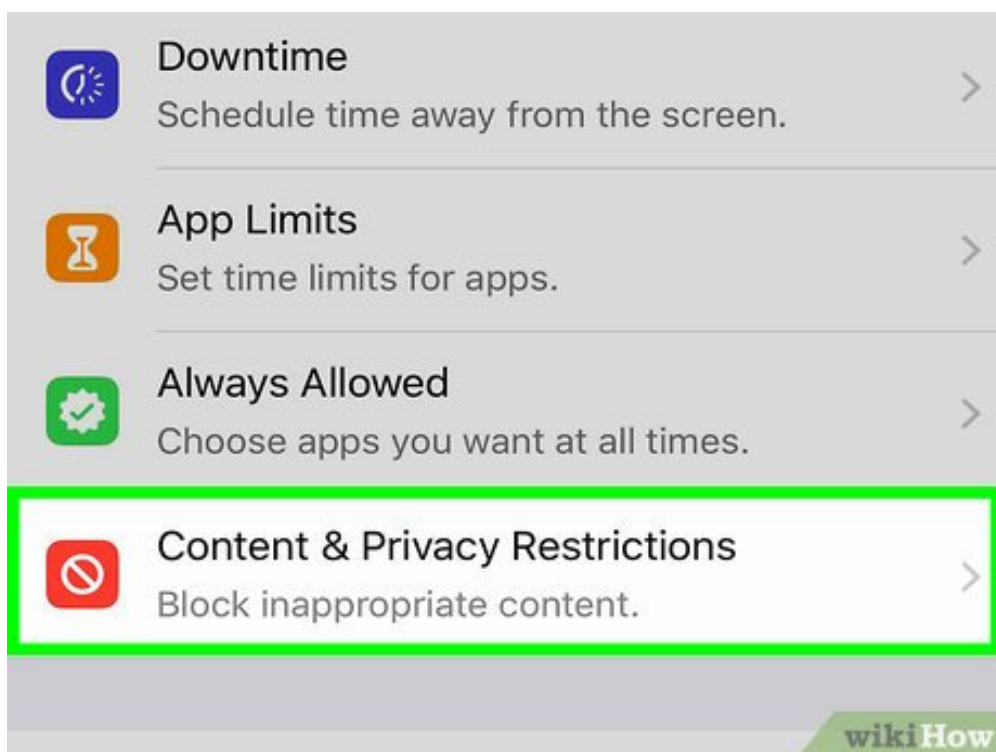 Downtime
Schedule time away from the screen.
App Limits
Set time limits for apps.
Always Allowed
Choose apps you want at all times.
Content & Privacy Restrictions
Block inappropriate content.
wikiHow